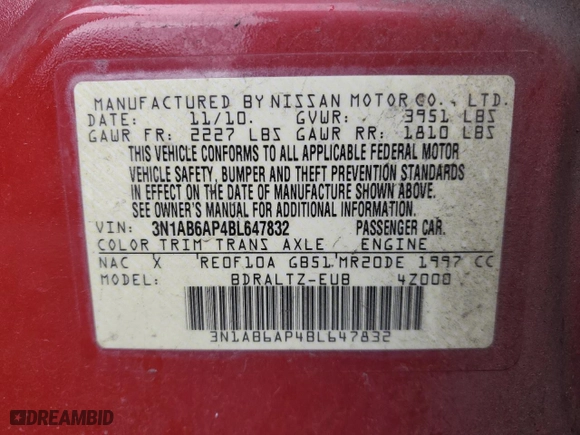 MANUFACTURED BY NISSAN MOTOR CO., LTD.
DATE: 11/10. GVWR: 3951 LBS
GAWR FR: 2227 LBS GAWR RR: 1810 LBS
THIS VEHICLE CONFORMS TO ALL APPLICABLE FEDERAL MOTOR
VEHICLE SAFETY, BUMPER AND THEFT PREVENTION STANDARDS
IN EFFECT ON THE DATE OF MANUFACTURE SHOWN ABOVE.
SEE OWNER'S MANUAL FOR ADDITIONAL INFORMATION.
VIN: 3N1AB6AP4BL647832 PASSENGER CAR.
COLOR TRIM TRANS AXLE / ENGINE
NAC X RE0F10A GB51 MR20DE 1997 CC
MODEL: BDRALTZ-EUB 4Z000
3N1AB6AP4BL647832
DREAMBID